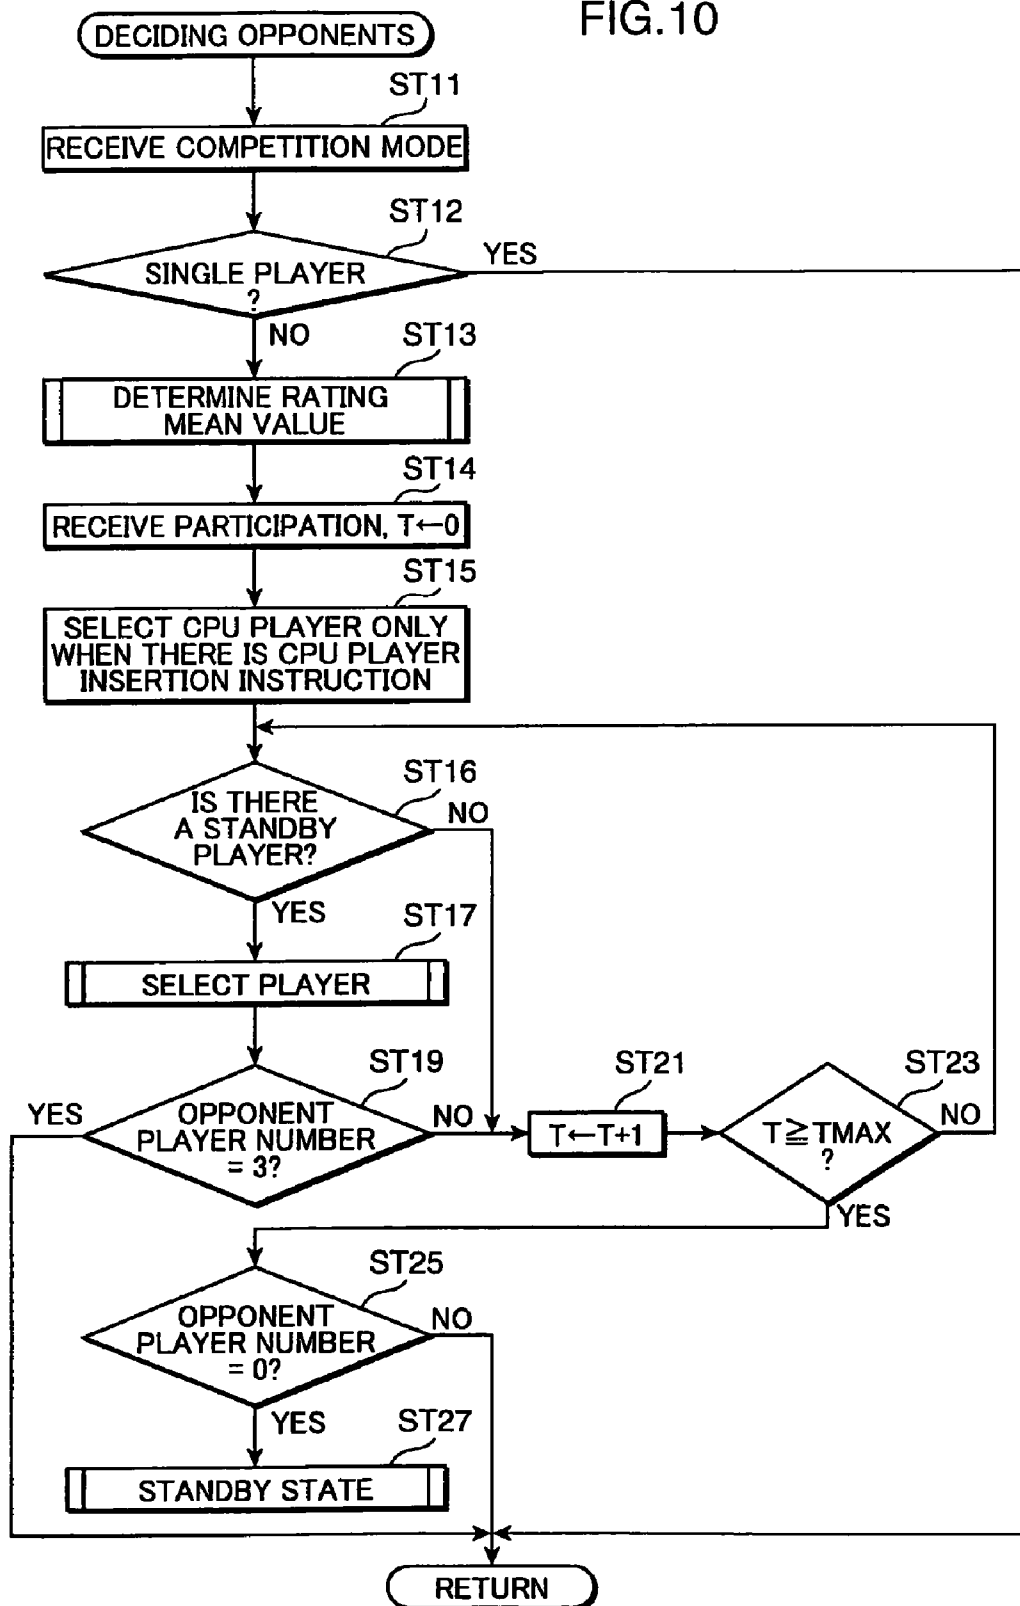 FIG.10
DECIDING OPPONENTS
ST11
RECEIVE COMPETITION MODE
ST12
SINGLE PLAYER
?
YES
NO
ST13
DETERMINE RATING
MEAN VALUE
ST14
RECEIVE PARTICIPATION, T←0
ST15
SELECT CPU PLAYER ONLY
WHEN THERE IS CPU PLAYER
INSERTION INSTRUCTION
ST16
IS THERE
A STANDBY
PLAYER?
NO
YES
ST17
SELECT PLAYER
ST19
OPPONENT
PLAYER NUMBER
= 3?
YES
NO
ST21
T←T+1
ST23
T≧TMAX
?
NO
YES
ST25
OPPONENT
PLAYER NUMBER
= 0?
NO
YES
ST27
STANDBY STATE
RETURN